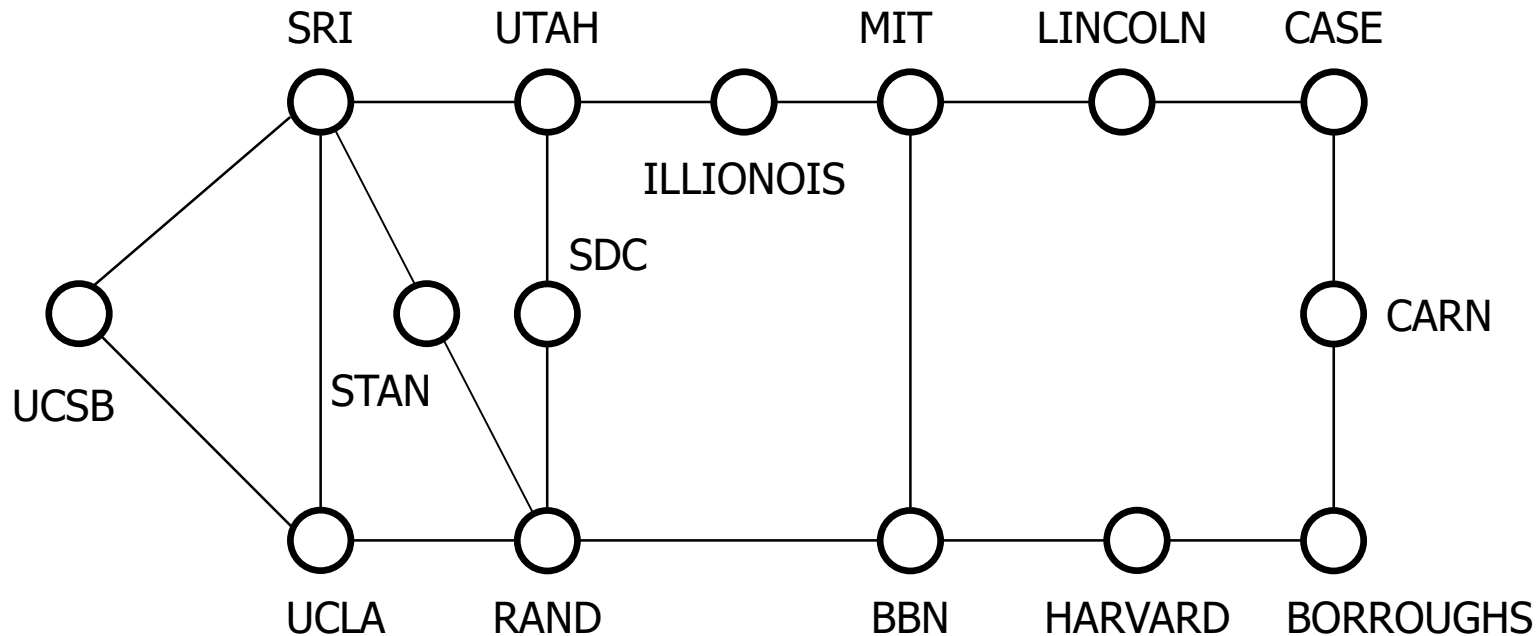 SRI
UTAH
MIT
LINCOLN
CASE
ILLIONOIS
SDC
CARN
STAN
UCSB
UCLA
RAND
BBN
HARVARD
BORROUGHS